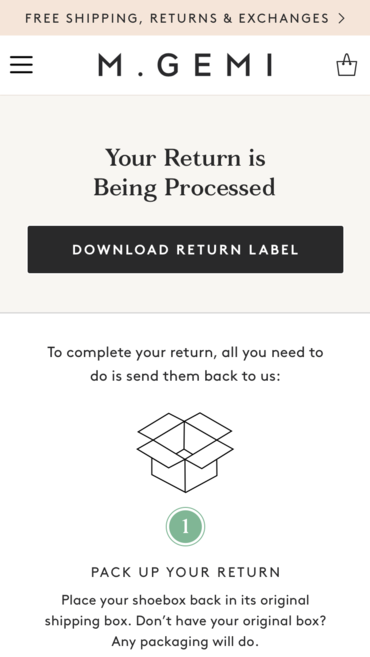 FREE SHIPPING, RETURNS & EXCHANGES
M.GEMI
Your Return is
Being Processed
DOWNLOAD RETURN LABEL
To complete your return, all you need to
do is send them back to us:
1
PACK UP YOUR RETURN
Place your shoebox back in its original
shipping box. Don’t have your original box?
Any packaging will do.